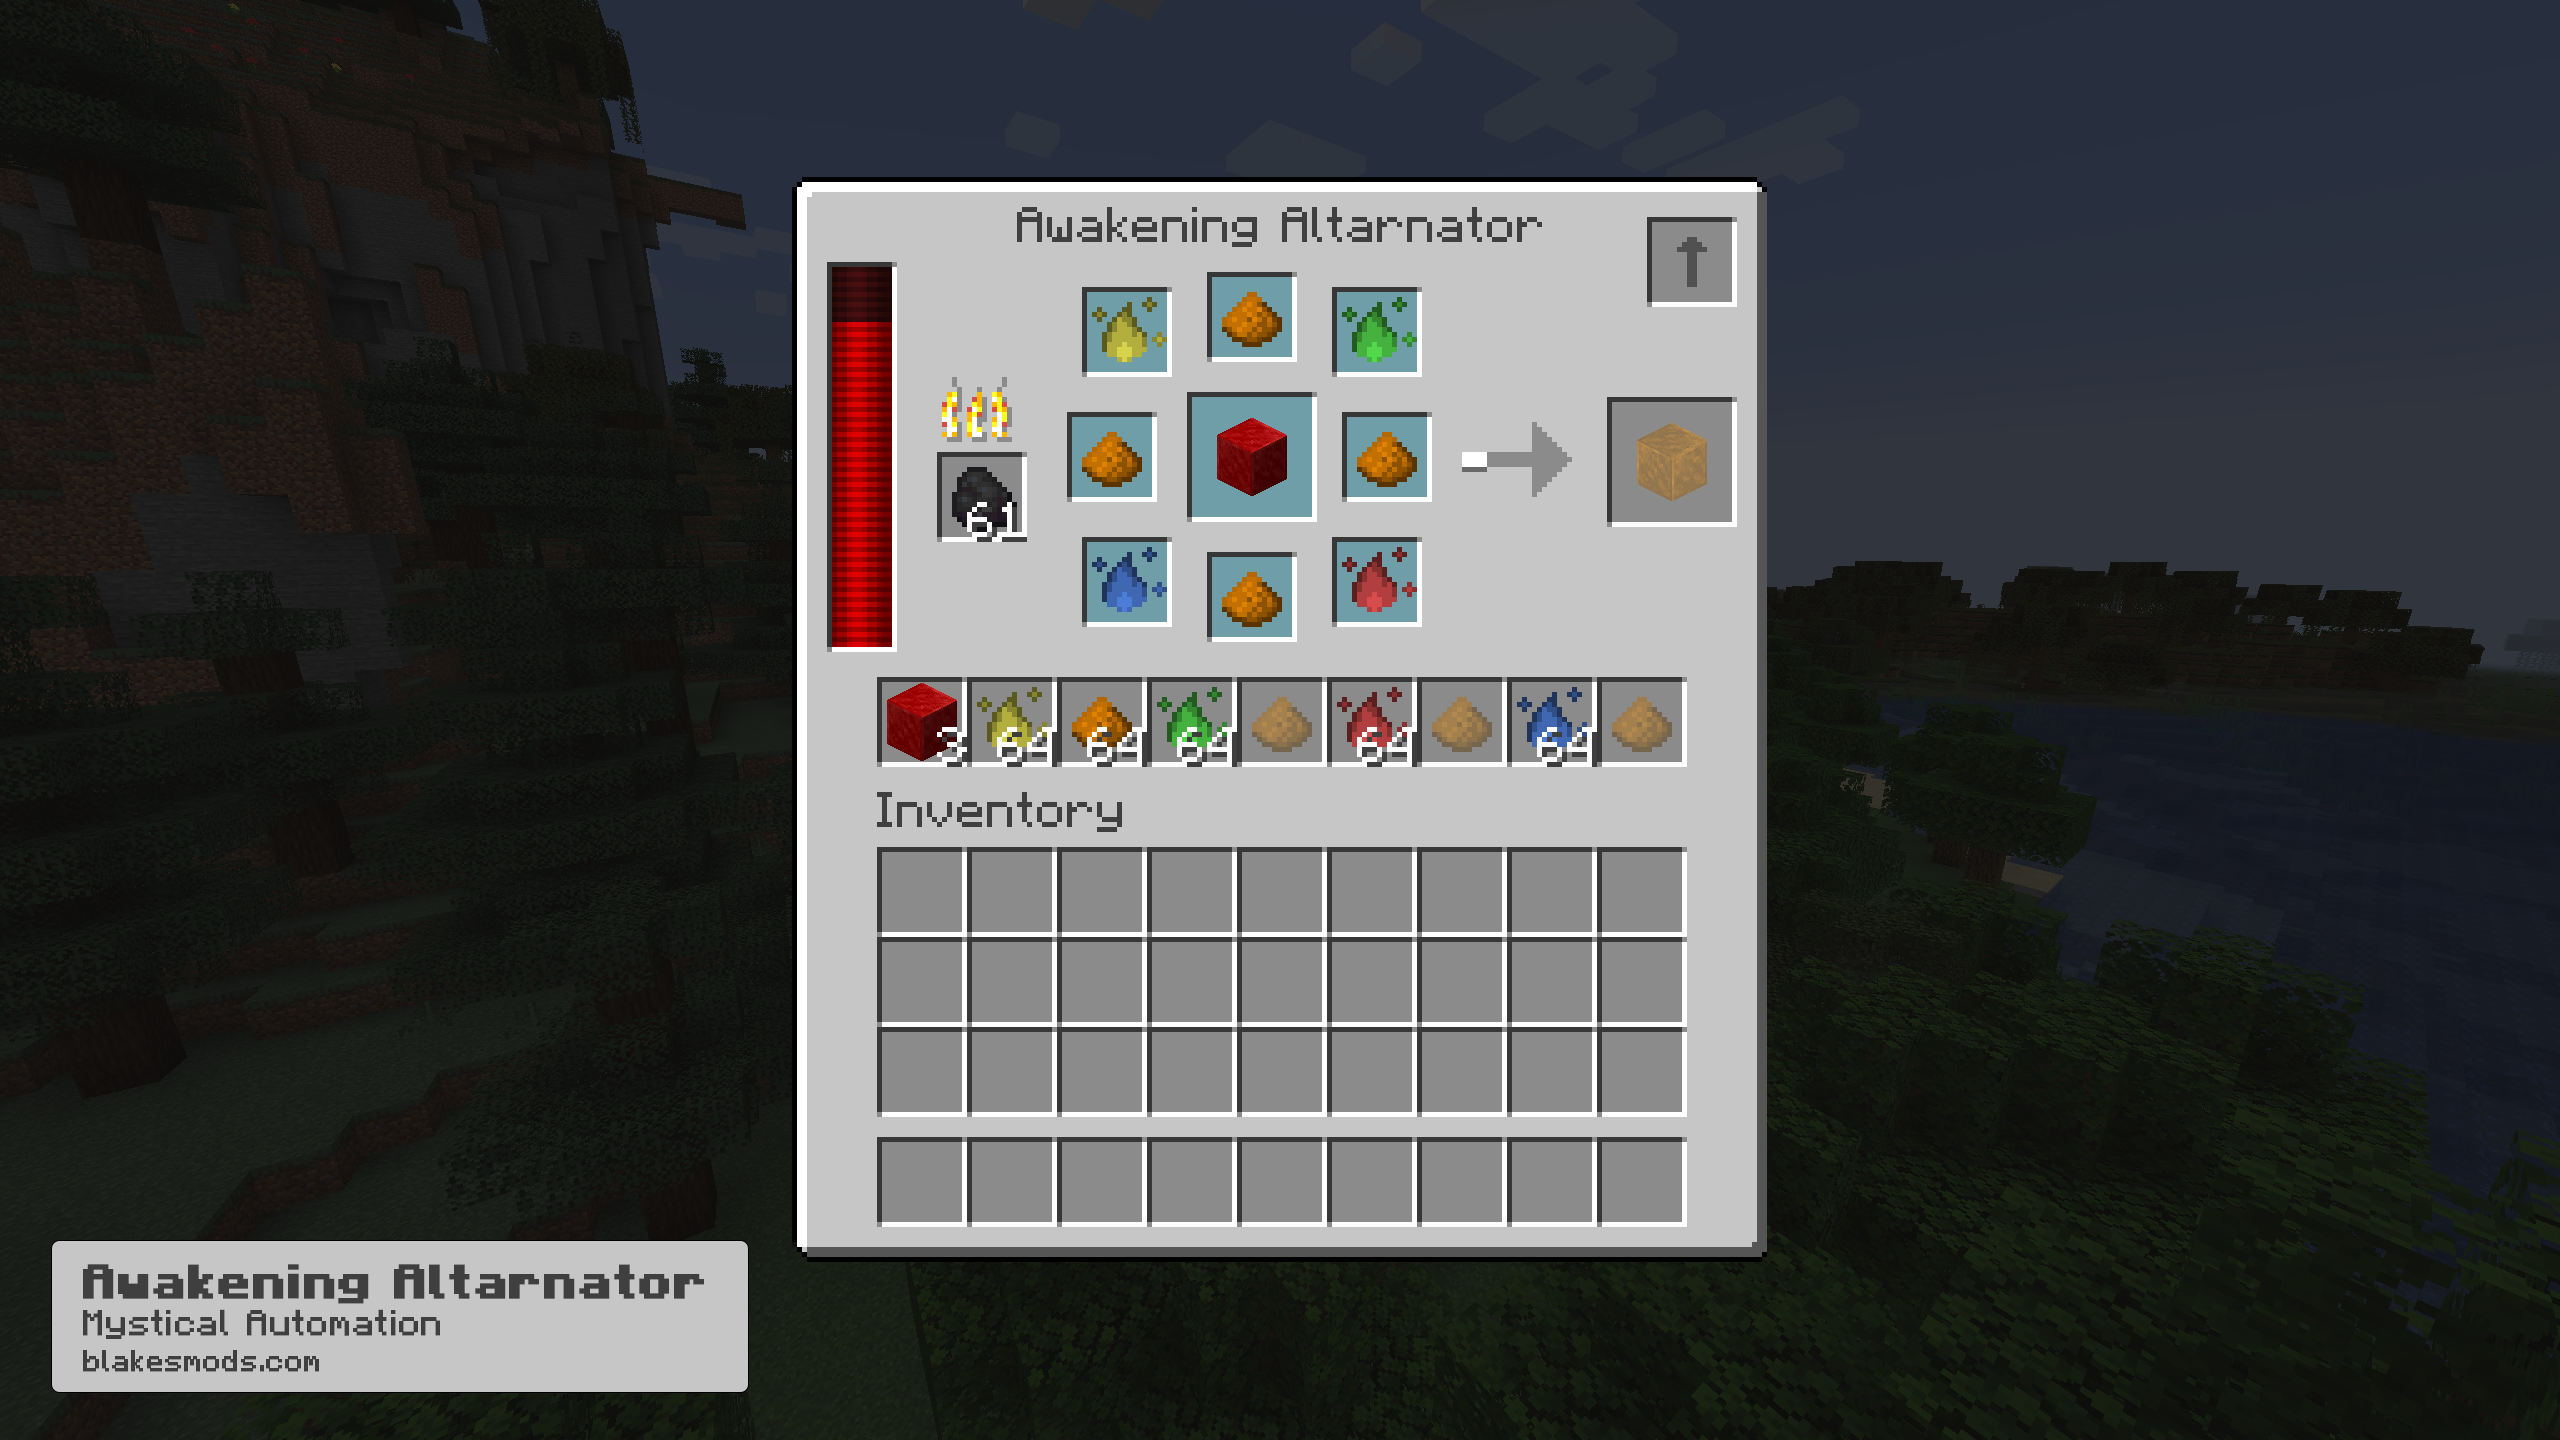 Awakening Altarnator
61
3 64 64 64 64 64
Inventory
Awakening Altarnator
Mystical Automation
blakesmods.com